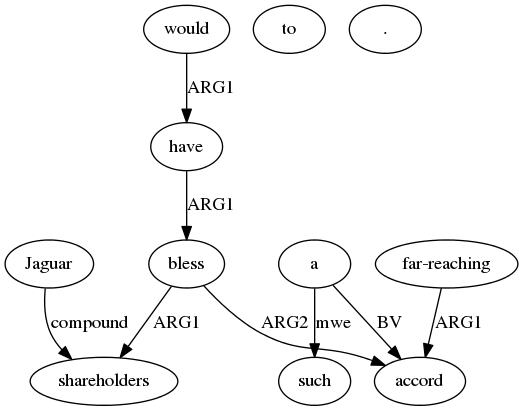 would to .
ARG1
have
ARG1
Jaguar bless a far-reaching
compound ARG1 ARG2 mwe BV ARG1
shareholders such accord